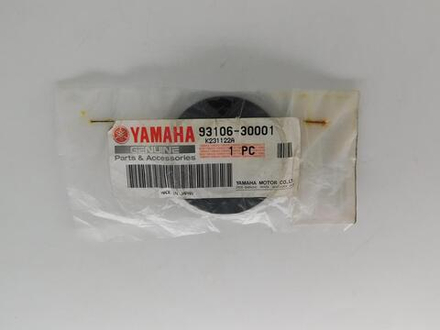 YAMAHA 93106-30001
GENUINE K231122A
Parts & Accessories 1 PC
MADE IN JAPAN
YAMAHA MOTOR CO.,LTD